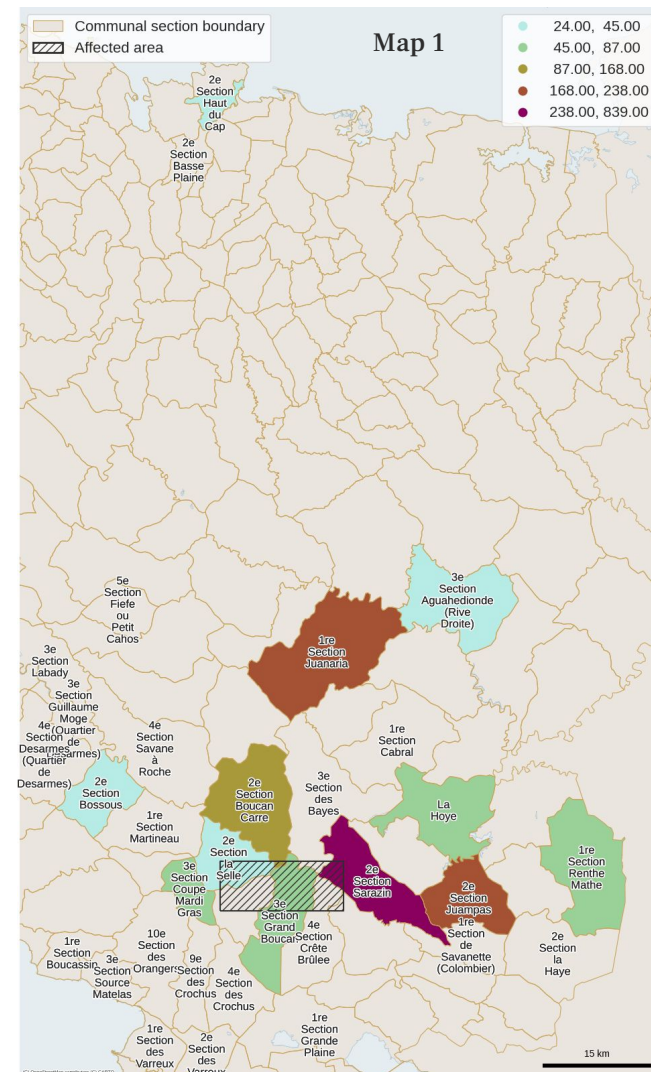 Communal section boundary
Affected area
Map 1
24.00, 45.00
45.00, 87.00
87.00, 168.00
168.00, 238.00
238.00, 839.00
2e
Section
Haut
du
Cap
2e
Section
Basse
Plaine
3e
Section
Aguahedionde
(Rive
Droite)
5e
Section
Fiefe
ou
Petit
Cahos
1re
Section
Juanaria
3e
Section
Labady
3e
Section
Guillaume
Moge
(Quartier
de
Desarmes)
4e
Section
Desarmes
(Quartier
de
Desarmes)
4e
Section
Savane
à
Roche
1re
Section
Cabral
2e
Section
Bossous
2e
Section
Boucan
Carre
3e
Section
des
Bayes
La
Hoye
1re
Section
Martineau
2e
Section
la
Selle
1re
Section
Renthe
Mathe
3e
Section
Coupe
Mardi
Gras
2e
Section
Sarazin
2e
Section
Juampas
3e
Section
Grand
Boucan
4e
Section
Crête
Brûlee
1re
Section
de
Savanette
(Colombier)
2e
Section
la
Haye
1re
Section
Boucassin
3e
Section
Source
Matelas
10e
Section
des
Orangers
9e
Section
des
Crochus
4e
Section
des
Crochus
1re
Section
Grande
Plaine
1re
Section
des
Varreux
2e
Section
des
Varreux
15 km